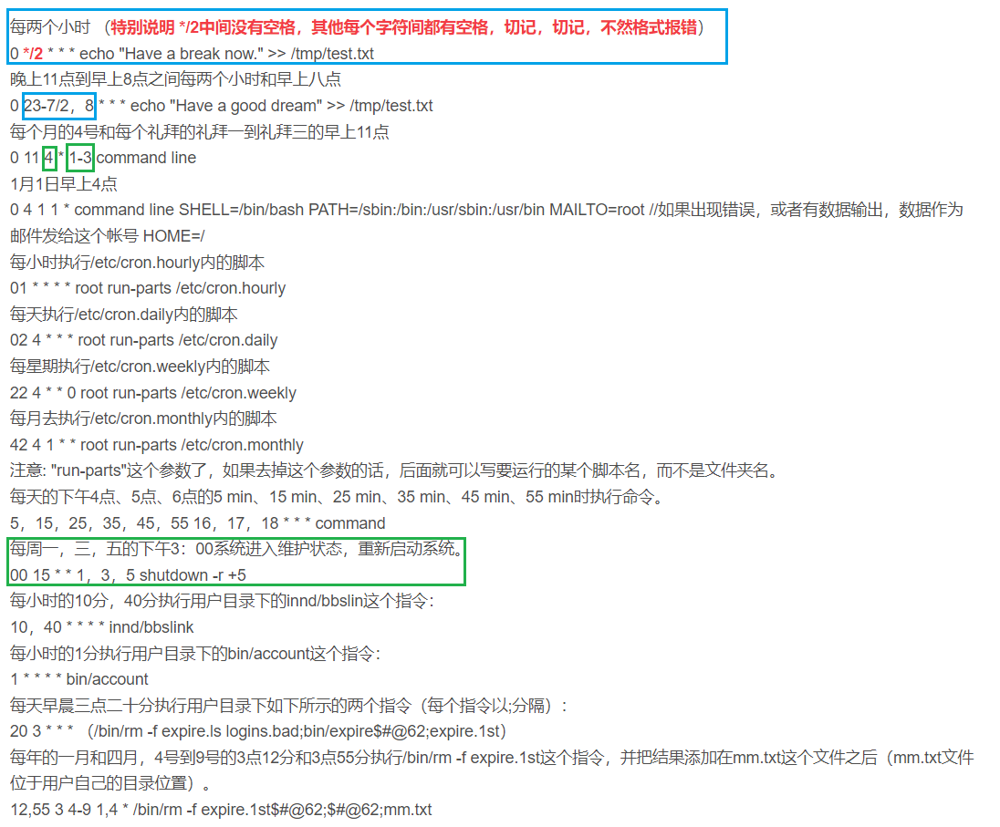 每两个小时 （特别说明 */2中间没有空格，其他每个字符间都有空格，切记，切记，不然格式报错）
0 */2 * * * echo "Have a break now." >> /tmp/test.txt
晚上11点到早上8点之间每两个小时和早上八点
0 23-7/2，8 * * * echo "Have a good dream" >> /tmp/test.txt
每个月的4号和每个礼拜的礼拜一到礼拜三的早上11点
0 11 4 * 1-3 command line
1月1日早上4点
0 4 1 1 * command line SHELL=/bin/bash PATH=/sbin:/bin:/usr/sbin:/usr/bin MAILTO=root //如果出现错误，或者有数据输出，数据作为
邮件发给这个帐号 HOME=/
每小时执行/etc/cron.hourly内的脚本
01 * * * * root run-parts /etc/cron.hourly
每天执行/etc/cron.daily内的脚本
02 4 * * * root run-parts /etc/cron.daily
每星期执行/etc/cron.weekly内的脚本
22 4 * * 0 root run-parts /etc/cron.weekly
每月去执行/etc/cron.monthly内的脚本
42 4 1 * * root run-parts /etc/cron.monthly
注意: "run-parts"这个参数了，如果去掉这个参数的话，后面就可以写要运行的某个脚本名，而不是文件夹名。
每天的下午4点、5点、6点的5 min、15 min、25 min、35 min、45 min、55 min时执行命令。
5，15，25，35，45，55 16，17，18 * * * command
每周一，三，五的下午3：00系统进入维护状态，重新启动系统。
00 15 * * 1，3，5 shutdown -r +5
每小时的10分，40分执行用户目录下的innd/bbslin这个指令：
10，40 * * * * innd/bbslink
每小时的1分执行用户目录下的bin/account这个指令：
1 * * * * bin/account
每天早晨三点二十分执行用户目录下如下所示的两个指令（每个指令以;分隔）：
20 3 * * * （/bin/rm -f expire.ls logins.bad;bin/expire$#@62;expire.1st）
每年的一月和四月，4号到9号的3点12分和3点55分执行/bin/rm -f expire.1st这个指令，并把结果添加在mm.txt这个文件之后（mm.txt文件
位于用户自己的目录位置）。
12,55 3 4-9 1,4 * /bin/rm -f expire.1st$#@62;$#@62;mm.txt